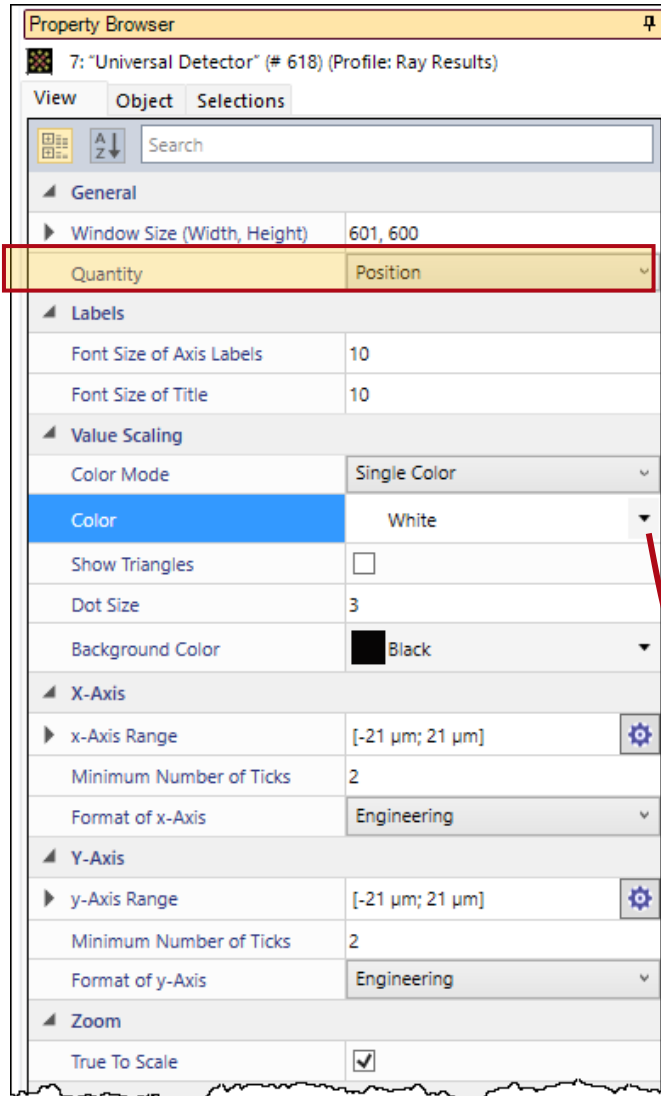 Property Browser
7: "Universal Detector" (# 618) (Profile: Ray Results)
View Object Selections
Search
General
Window Size (Width, Height) 601, 600
Quantity Position
Labels
Font Size of Axis Labels 10
Font Size of Title 10
Value Scaling
Color Mode Single Color
Color White
Show Triangles
Dot Size 3
Background Color Black
X-Axis
x-Axis Range [-21 µm; 21 µm]
Minimum Number of Ticks 2
Format of x-Axis Engineering
Y-Axis
y-Axis Range [-21 µm; 21 µm]
Minimum Number of Ticks 2
Format of y-Axis Engineering
Zoom
True To Scale